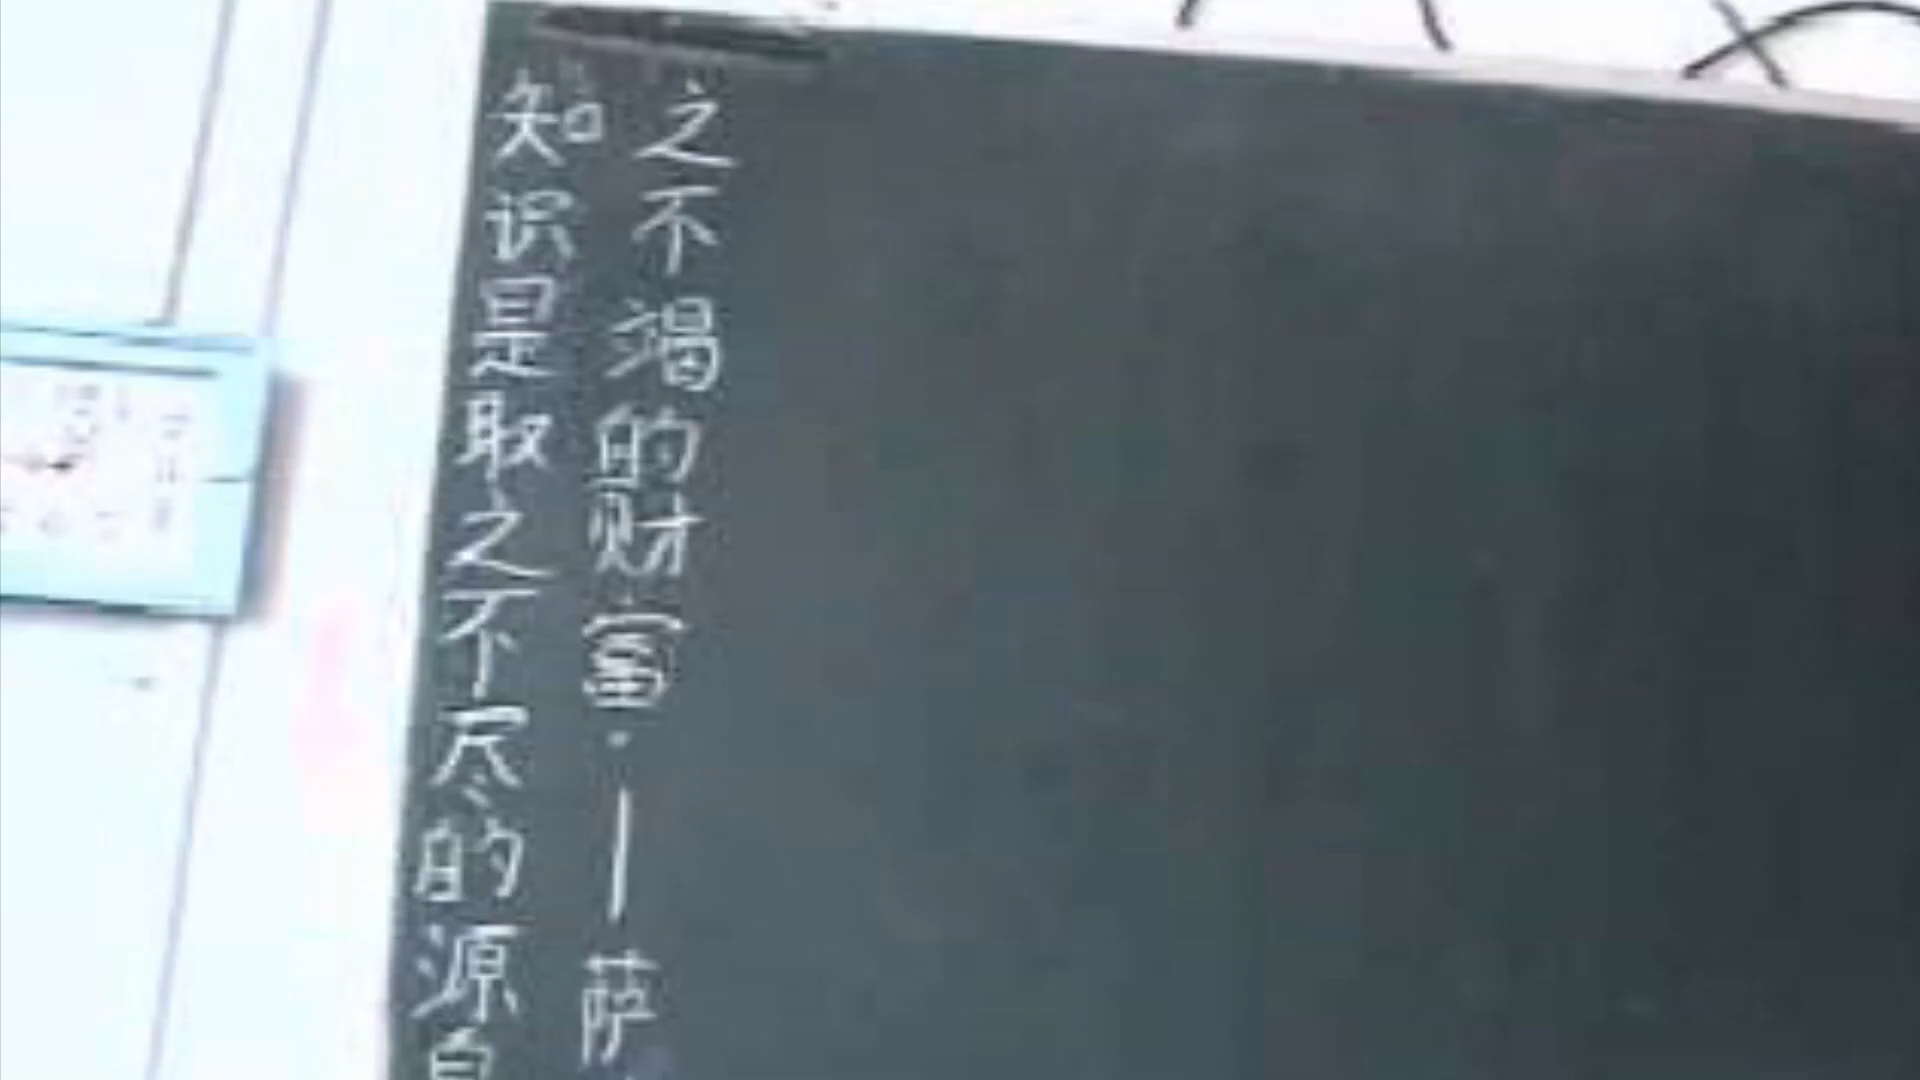 知识是取之不尽的源
之不竭的财富.—萨